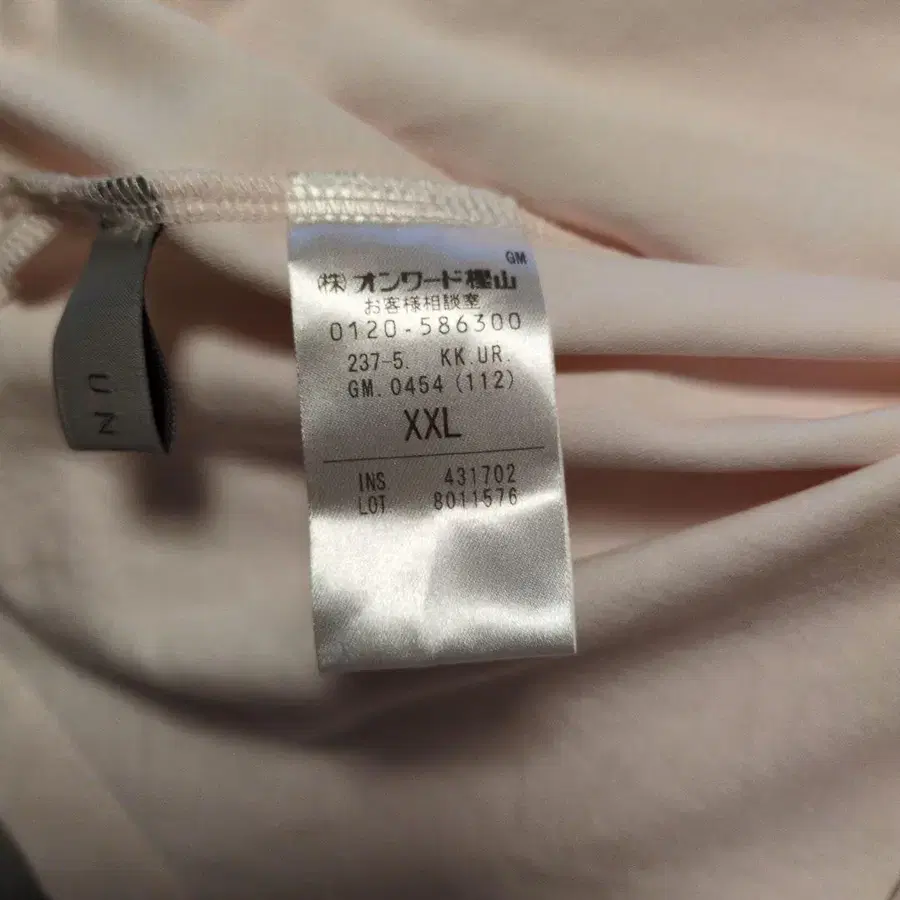 GM
(株)オンワード樫山
お客様相談室
0120-586300
237-5. KK.UR.
GM.0454(112)
XXL
INS 431702
LOT 8011576
UN